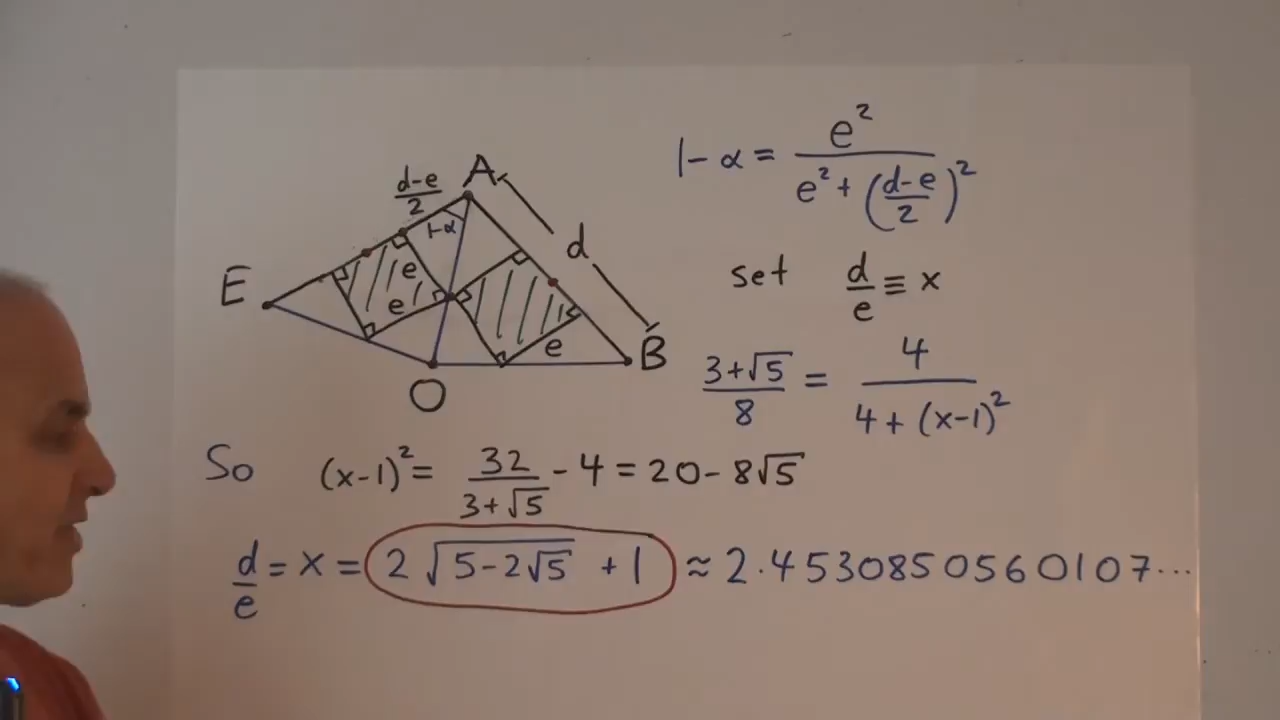 A
d-e/2
1-α
d
E
e
e
e
B
O
1-α = e²/(e²+((d-e)/2)²)
set d/e ≡ x
(3+√5)/8 = 4/(4+(x-1)²)
So (x-1)² = 32/(3+√5) - 4 = 20-8√5
d/e = x = 2√(5-2√5) + 1 ≈ 2.4530850560107...